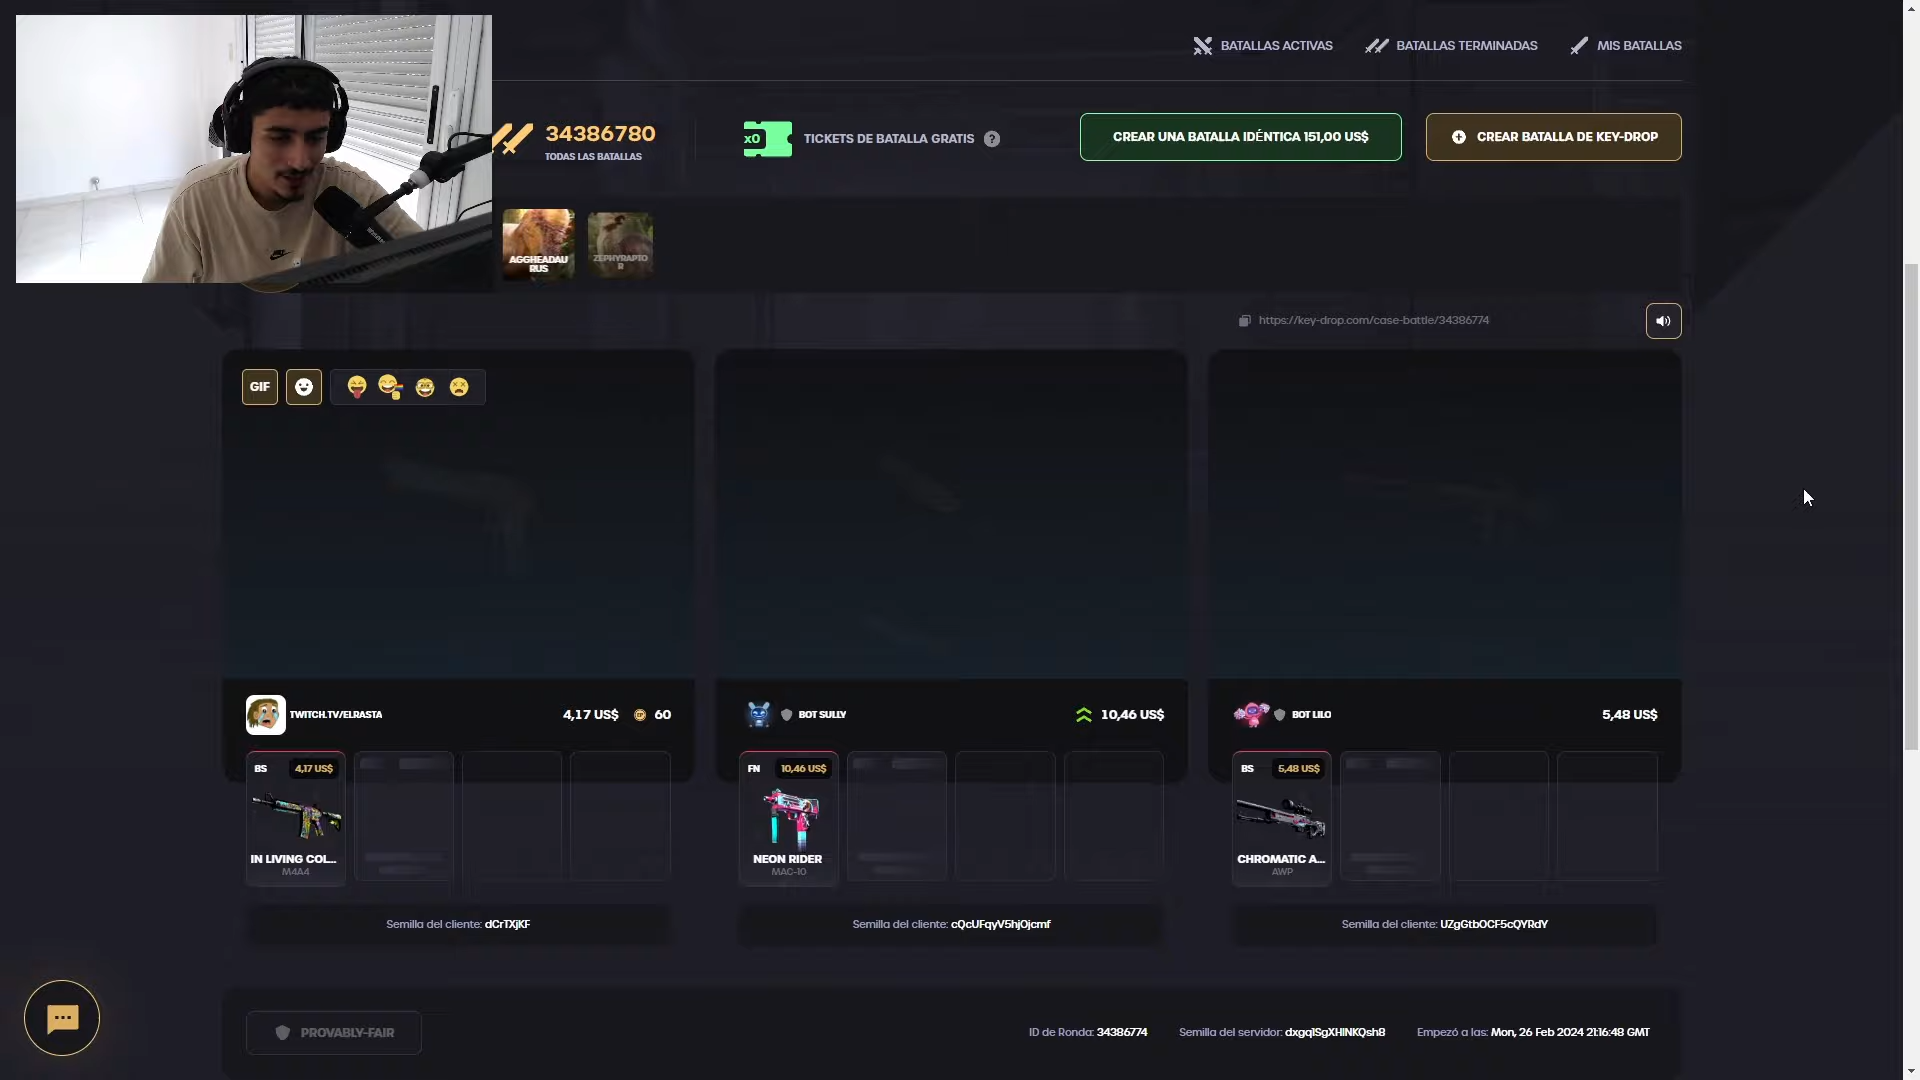 BATALLAS ACTIVAS
BATALLAS TERMINADAS
MIS BATALLAS
34386780
TODAS LAS BATALLAS
x0
TICKETS DE BATALLA GRATIS
?
CREAR UNA BATALLA IDÉNTICA 151,00 US$
CREAR BATALLA DE KEY-DROP
AGGHEADAU
RUS
ZEPHYRAPTO
R
https://key-drop.com/case-battle/34386774
GIF
TWITCH.TV/ELRASTA
4,17 US$
60
BOT SULLY
10,46 US$
BOT LILO
5,48 US$
BS
4,17 US$
IN LIVING COL...
M4A4
FN
10,46 US$
NEON RIDER
MAC-10
BS
5,48 US$
CHROMATIC A...
AWP
Semilla del cliente: dCrTXjKF
Semilla del cliente: cQcUFqyV5hjOjcmf
Semilla del cliente: UZgGtbOCF5cQYRdY
PROVABLY-FAIR
ID de Ronda: 34386774
Semilla del servidor: dxgq1SgXHINKQsh8
Empezó a las: Mon, 26 Feb 2024 21:16:48 GMT